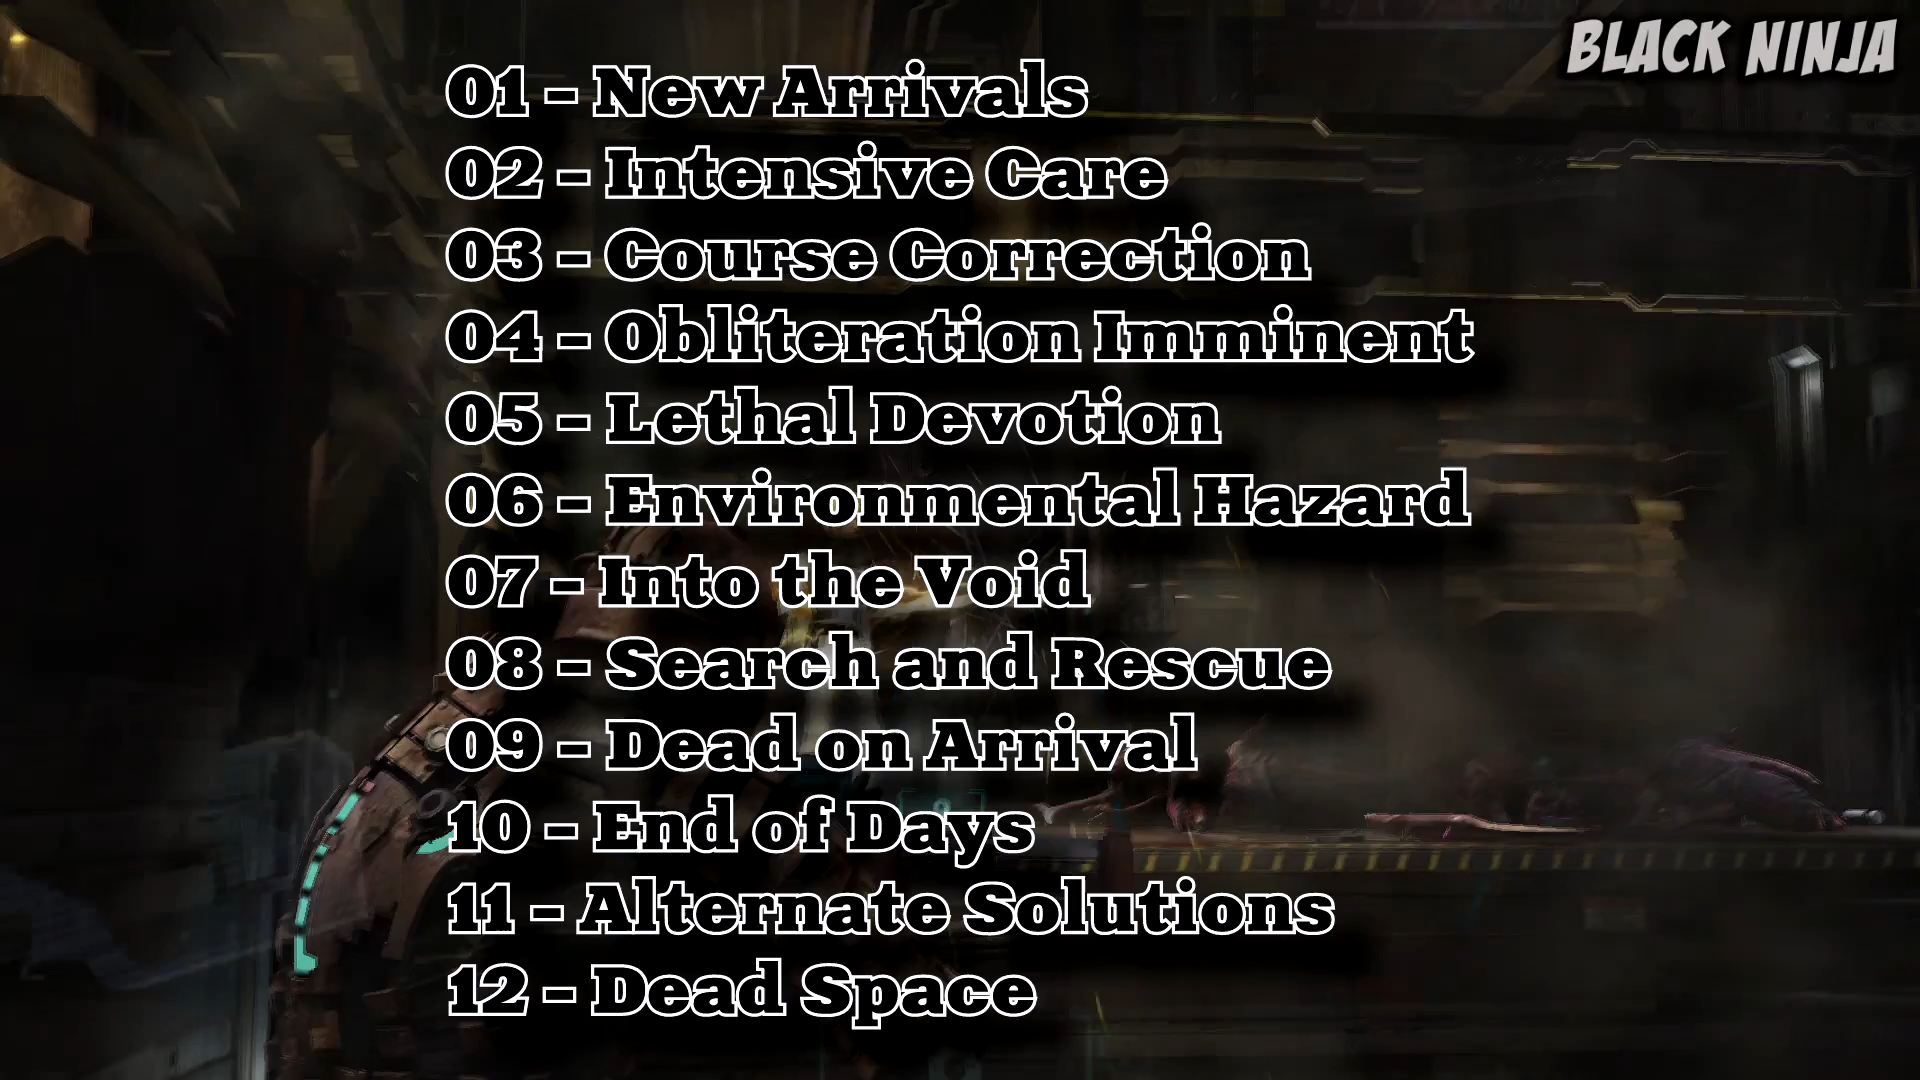 BLACK NINJA
01 - New Arrivals
02 - Intensive Care
03 - Course Correction
04 - Obliteration Imminent
05 - Lethal Devotion
06 - Environmental Hazard
07 - Into the Void
08 - Search and Rescue
09 - Dead on Arrival
10 - End of Days
11 - Alternate Solutions
12 - Dead Space